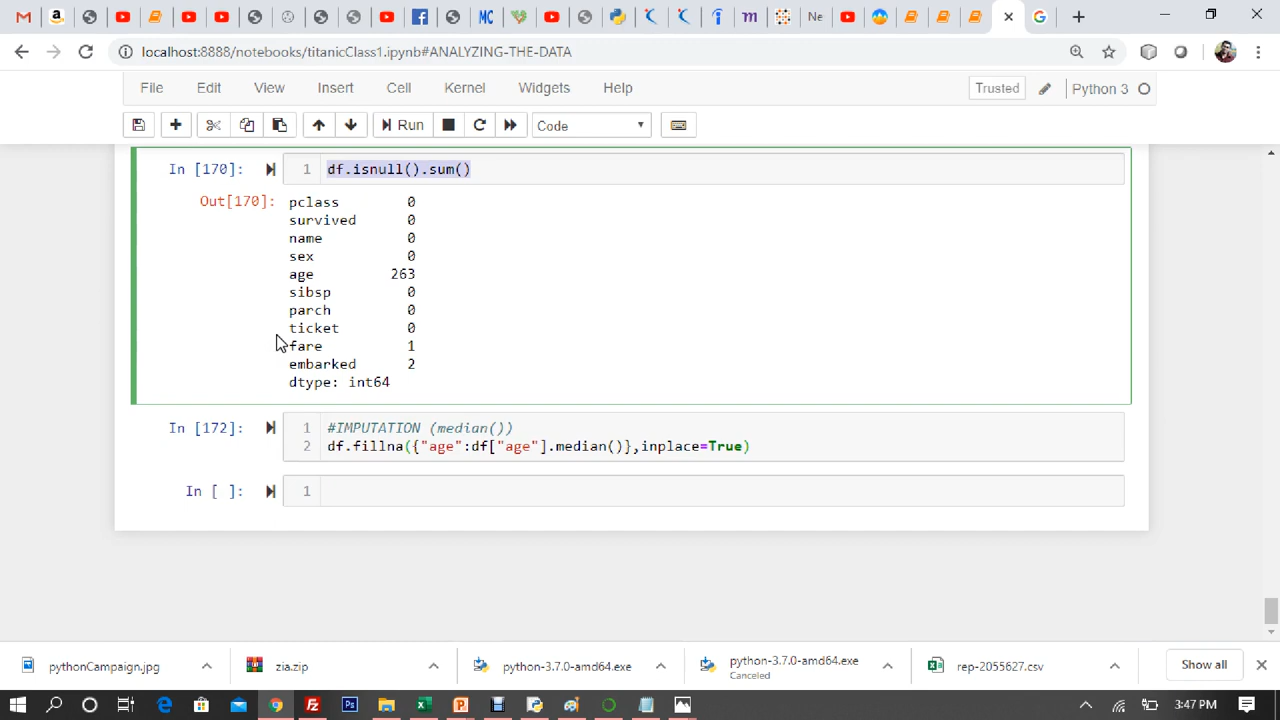 MC
Ne
localhost:8888/notebooks/titanicClass1.ipynb#ANALYZING-THE-DATA
File Edit View Insert Cell Kernel Widgets Help Trusted Python 3
Run Code
In [170]: 1 df.isnull().sum()
Out[170]: pclass 0
survived 0
name 0
sex 0
age 263
sibsp 0
parch 0
ticket 0
fare 1
embarked 2
dtype: int64
In [172]: 1 #IMPUTATION (median())
2 df.fillna({"age":df["age"].median()},inplace=True)
In [ ]: 1
pythonCampaign.jpg zia.zip python-3.7.0-amd64.exe python-3.7.0-amd64.exe rep-2055627.csv Show all
Canceled
3:47 PM